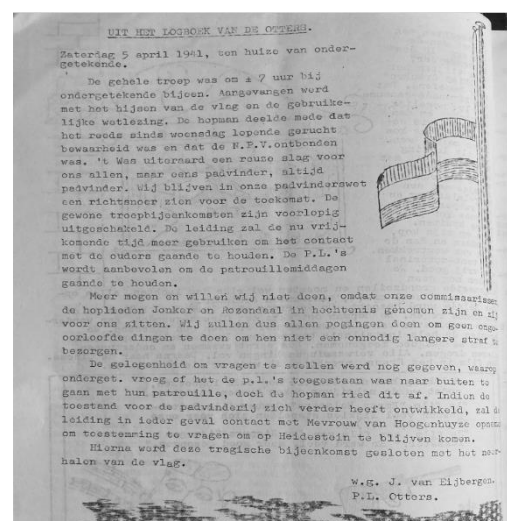 UIT HET LOGBOEK VAN DE OTTERS.
Zaterdag 5 april 1941, ten huize van onder-
getekende.
De gehele troep was om ± 7 uur bij
ondergetekende bijeen. Aangevangen werd
met het hijsen van de vlag en de gebruike-
lijke wetlezing. De hopman deelde mede dat
het reeds sinds woensdag lopende gerucht
bewaarheid was en dat de N.P.V. ontbonden
was. 't Was uiteraard een reuze slag voor
ons allen, maar eens padvinder, altijd
padvinder. Wij blijven in onze padvinderswet
een richtsnoer zien voor de toekomst. De
gewone troepbijeenkomsten zijn voorlopig
uitgeschakeld. De leiding zal de nu vrij-
komende tijd meer gebruiken om het contact
met de ouders gaande te houden. De P.L.'s
wordt aanbevolen om de patrouillemiddagen
gaande te houden.
Meer mogen en willen wij niet doen, omdat onze commissarissen
de hoplieden Jonker en Rozendaal in hechtenis genomen zijn en zij
voor ons zitten. Wij zullen dus allen pogingen doen om geen onge-
oorloofde dingen te doen om hen niet een onnodig langere straf te
bezorgen.
De gelegenheid om vragen te stellen werd nog gegeven, waarop
onderget. vroeg of het de p.l.'s toegestaan was naar buiten te
gaan met hun patrouille, doch de hopman ried dit af. Indien de
toestand voor de padvinderij zich verder heeft ontwikkeld, zal de
leiding in ieder geval contact met Mevrouw van Hoogenhuyze opnemen
om toestemming te vragen om op Heidestein te blijven komen.
Hierna werd deze tragische bijeenkomst gesloten met het neer-
halen van de vlag.
w.g. J. van Eijbergen.
P.L. Otters.